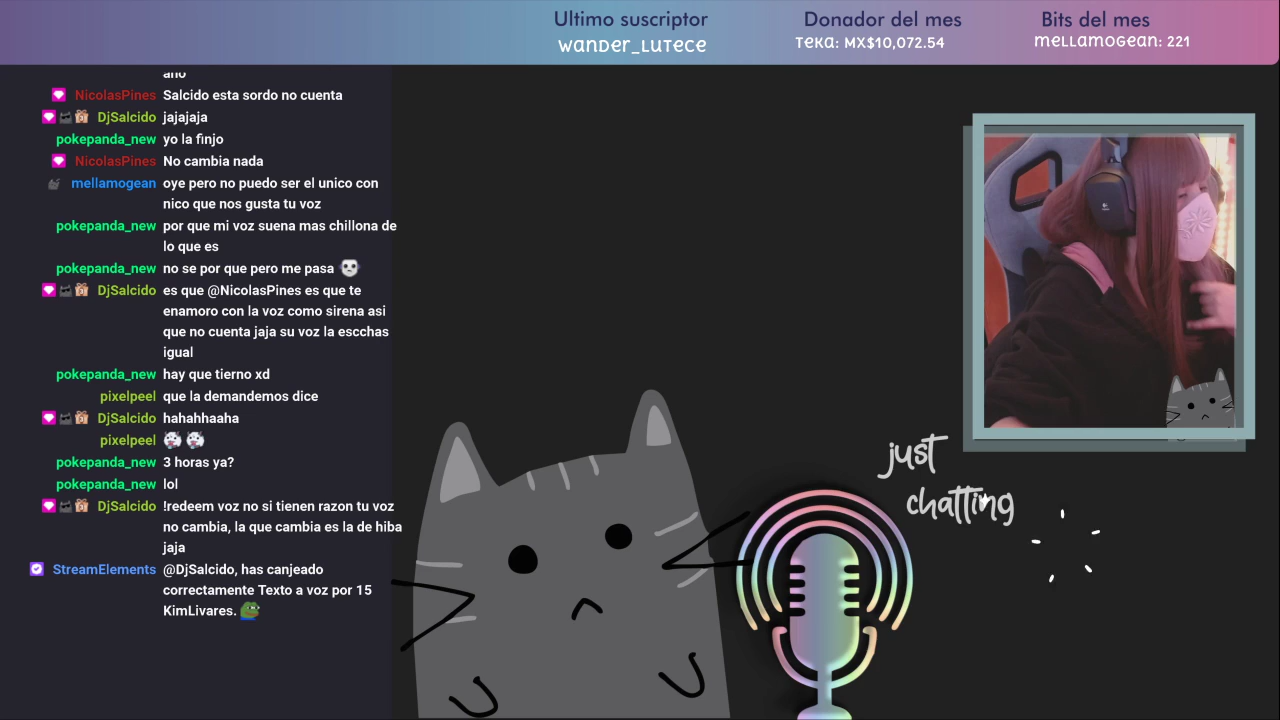 Ultimo suscriptor
wander_lutece
Donador del mes
Teka: MX$10,072.54
Bits del mes
mellamogean: 221
año
NicolasPines Salcido esta sordo no cuenta
DjSalcido jajajaja
pokepanda_new yo la finjo
NicolasPines No cambia nada
mellamogean oye pero no puedo ser el unico con
nico que nos gusta tu voz
pokepanda_new por que mi voz suena mas chillona de
lo que es
pokepanda_new no se por que pero me pasa
DjSalcido es que @NicolasPines es que te
enamoro con la voz como sirena asi
que no cuenta jaja su voz la escchas
igual
pokepanda_new hay que tierno xd
pixelpeel que la demandemos dice
DjSalcido hahahhaaha
pixelpeel
pokepanda_new 3 horas ya?
pokepanda_new lol
DjSalcido !redeem voz no si tienen razon tu voz
no cambia, la que cambia es la de hiba
jaja
StreamElements @DjSalcido, has canjeado
correctamente Texto a voz por 15
KimLivares.
just
chatting